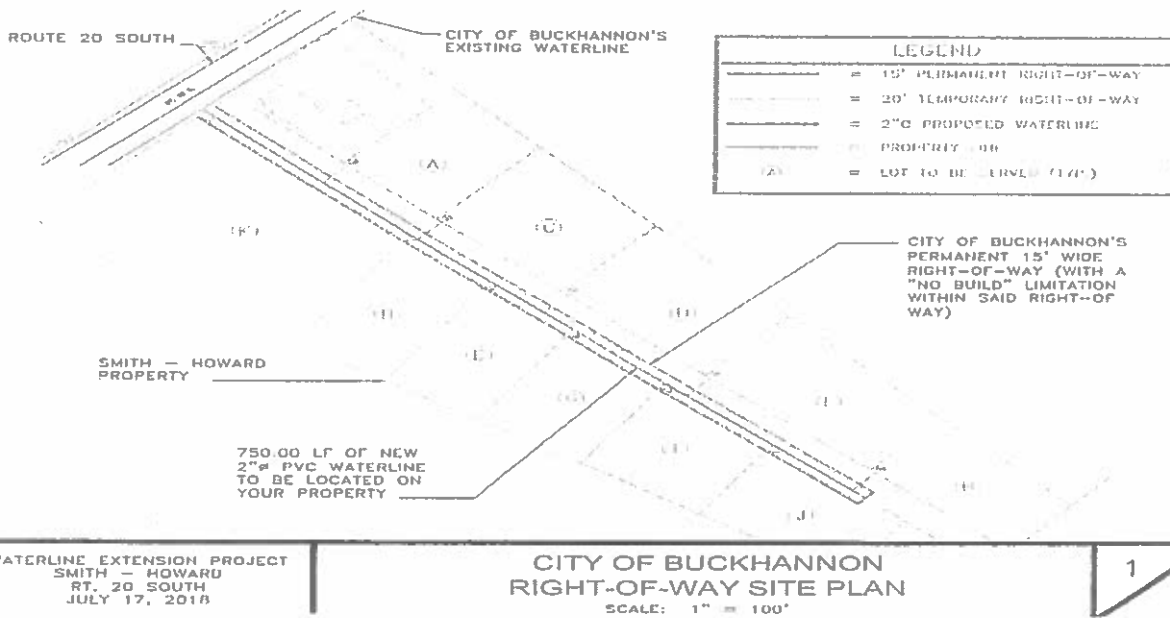 ROUTE 20 SOUTH
CITY OF BUCKHANNON'S
EXISTING WATERLINE
LEGEND
= 15' PERMANENT RIGHT-OF-WAY
= 20' TEMPORARY RIGHT-OF-WAY
= 2"Ø PROPOSED WATERLINE
= PROPERTY
= LOT TO BE
(A)
(C)
CITY OF BUCKHANNON'S
PERMANENT 15' WIDE
RIGHT-OF-WAY (WITH A
"NO BUILD" LIMITATION
WITHIN SAID RIGHT-OF
WAY)
(E)
(G)
SMITH - HOWARD
PROPERTY
750.00 LF OF NEW
2"Ø PVC WATERLINE
TO BE LOCATED ON
YOUR PROPERTY
(J)
WATERLINE EXTENSION PROJECT
SMITH - HOWARD
RT. 20 SOUTH
JULY 17, 2018
CITY OF BUCKHANNON
RIGHT-OF-WAY SITE PLAN
SCALE: 1" = 100'
1